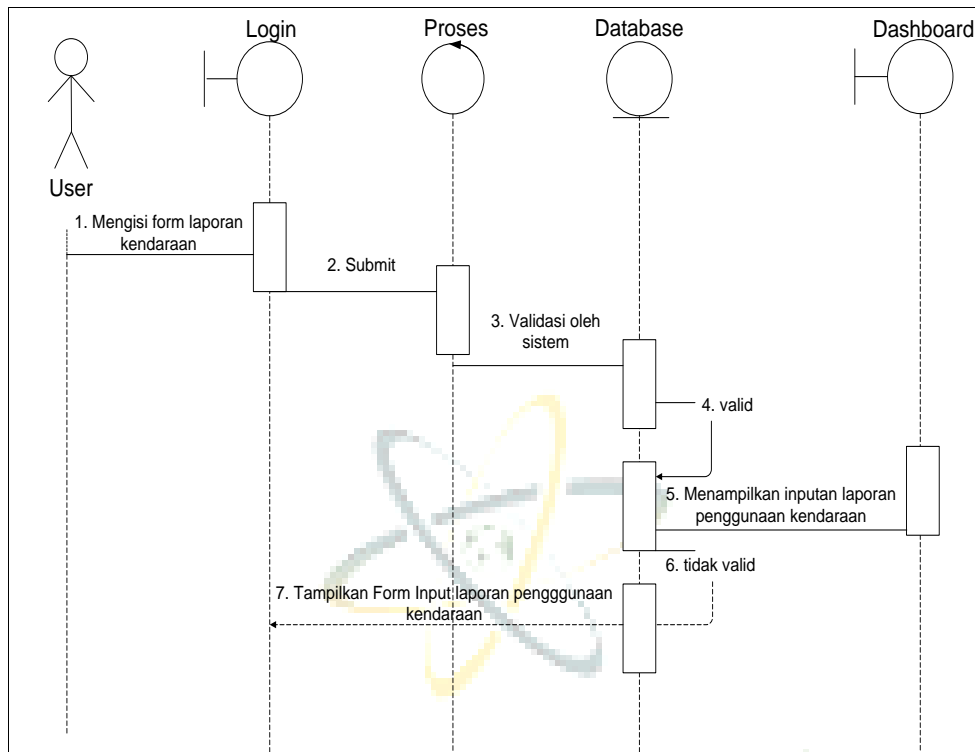 Login
Proses
Database
Dashboard
User
1. Mengisi form laporan
kendaraan
2. Submit
3. Validasi oleh
sistem
4. valid
5. Menampilkan inputan laporan
penggunaan kendaraan
6. tidak valid
7. Tampilkan Form Input laporan pengggunaan
kendaraan